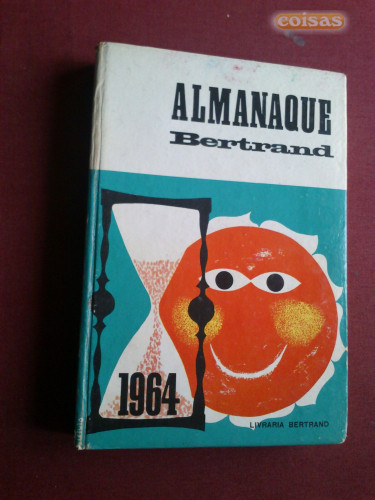 coisas
ALMANAQUE
Bertrand
1964
LIVRARIA BERTRAND